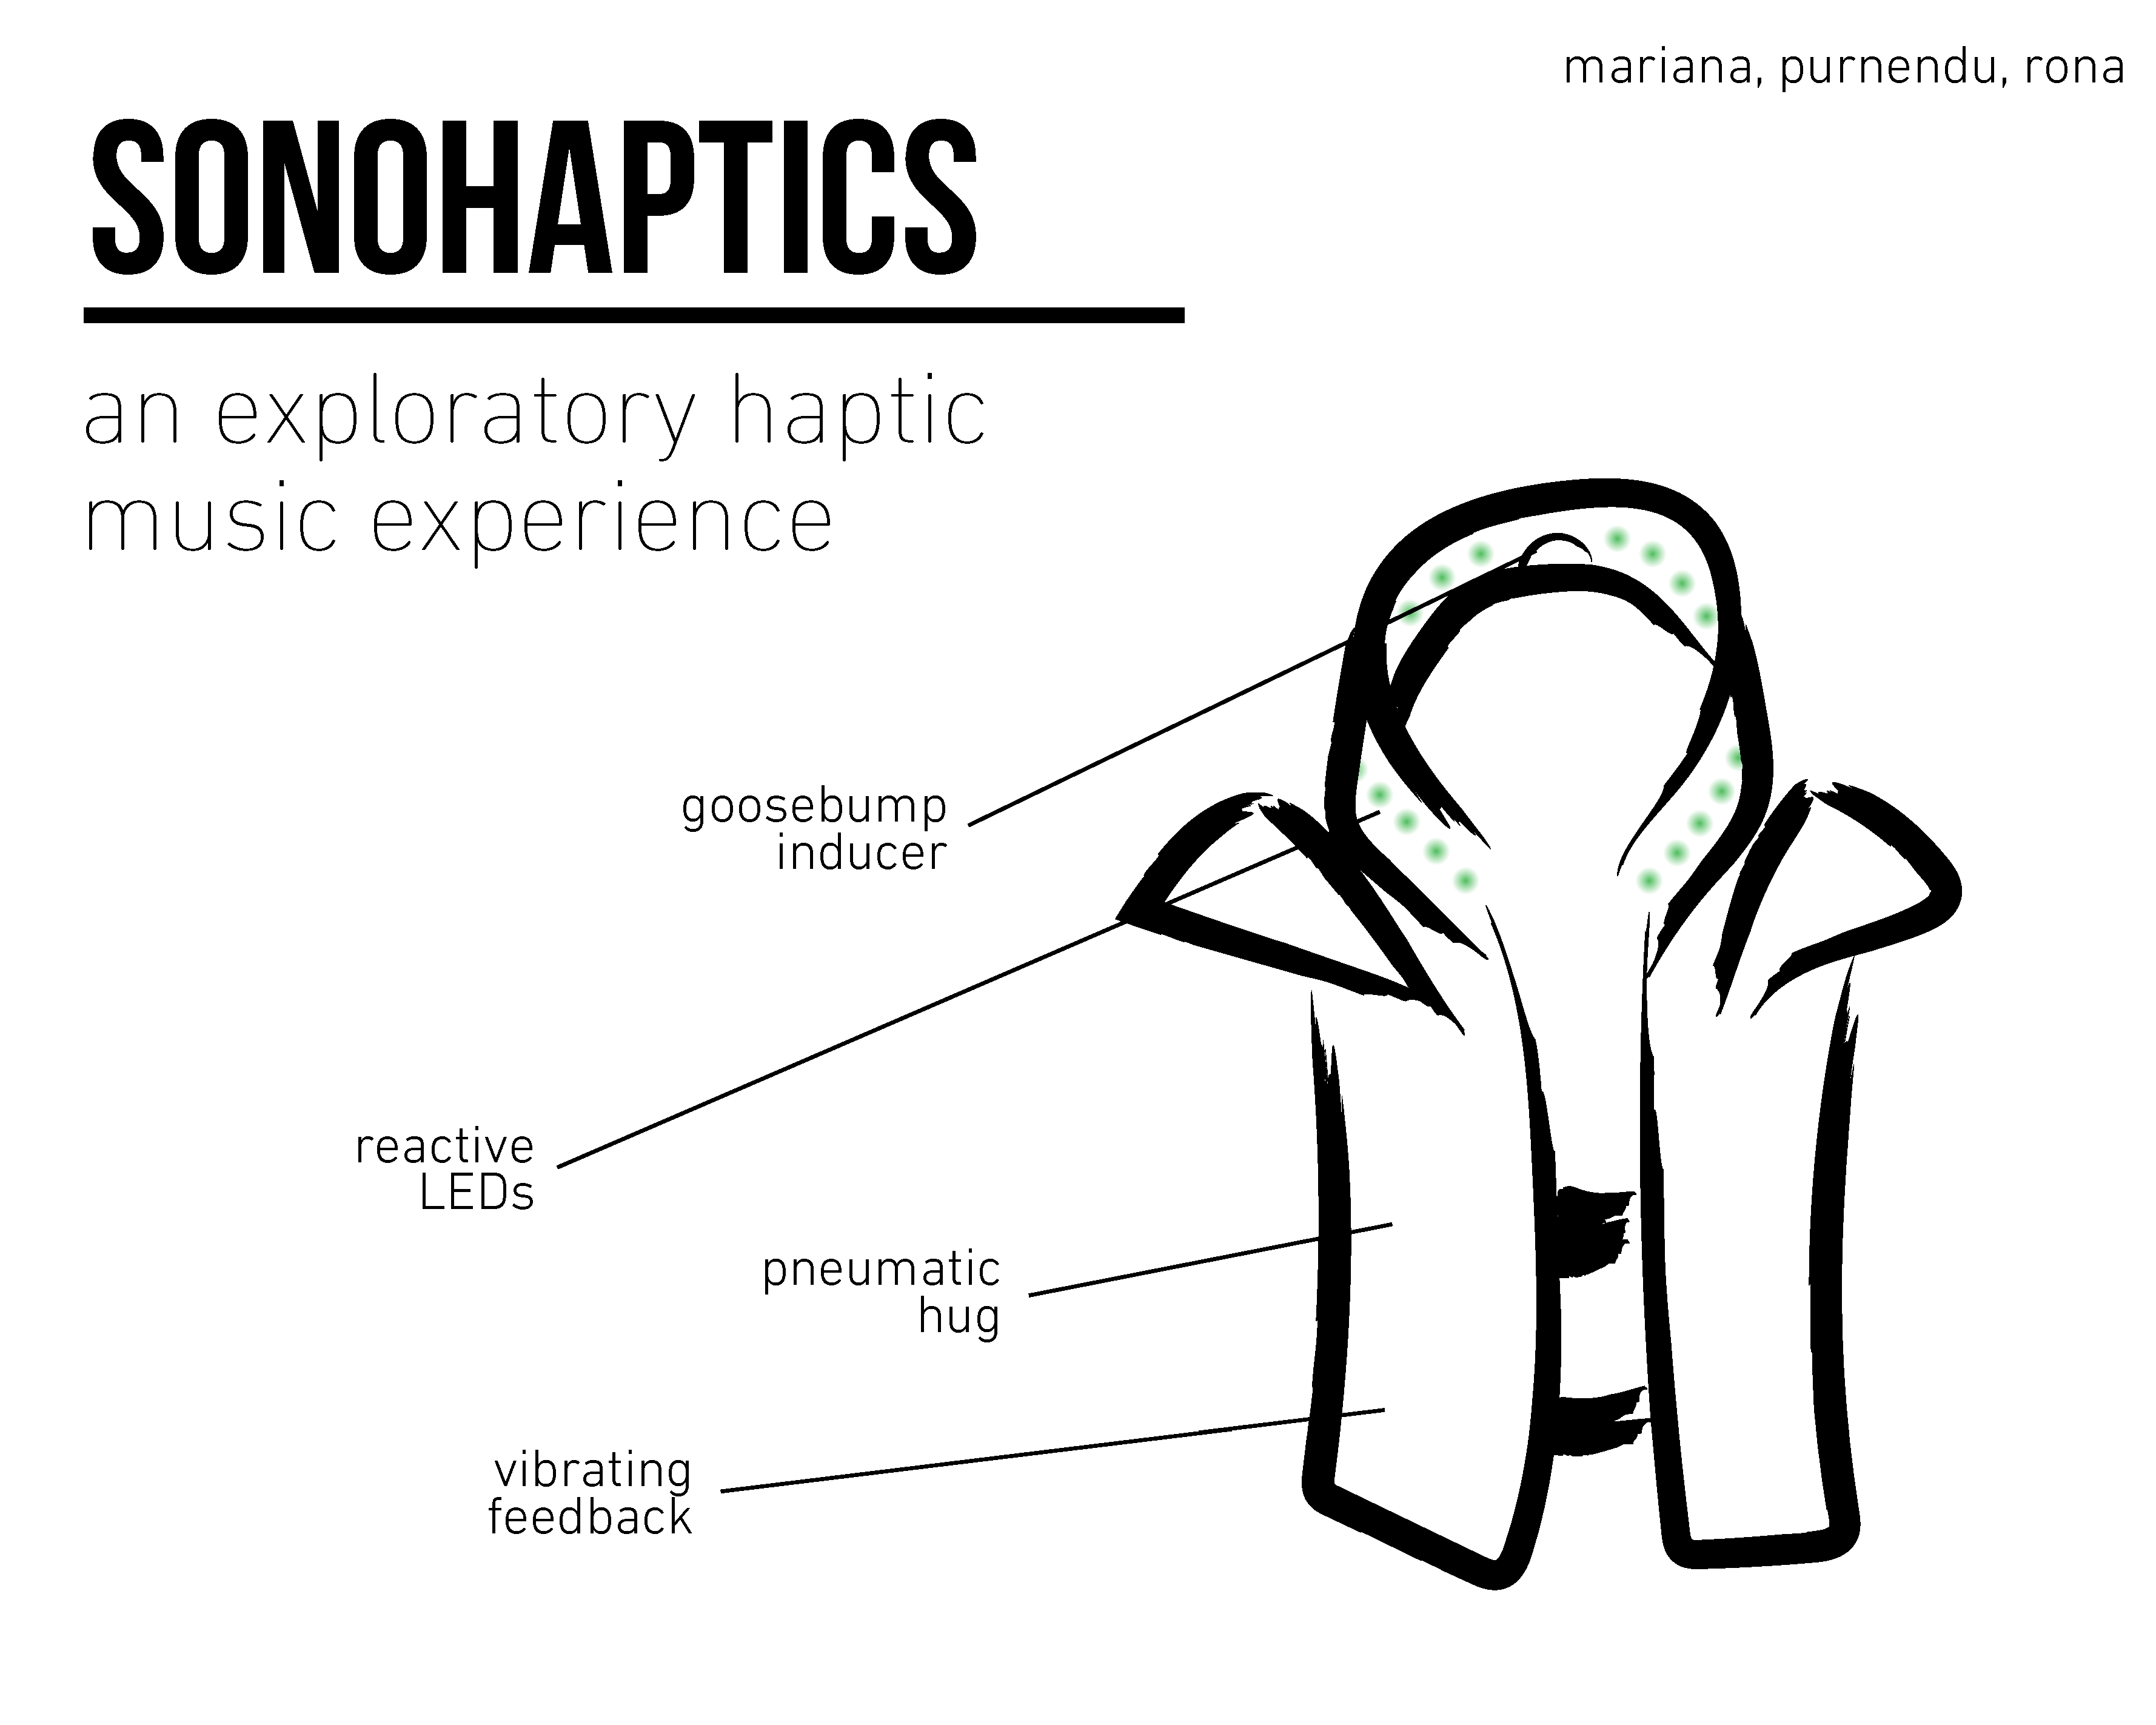 mariana, purnendu, rona
SONOHAPTICS
an exploratory haptic
music experience
goosebump
inducer
reactive
LEDs
pneumatic
hug
vibrating
feedback